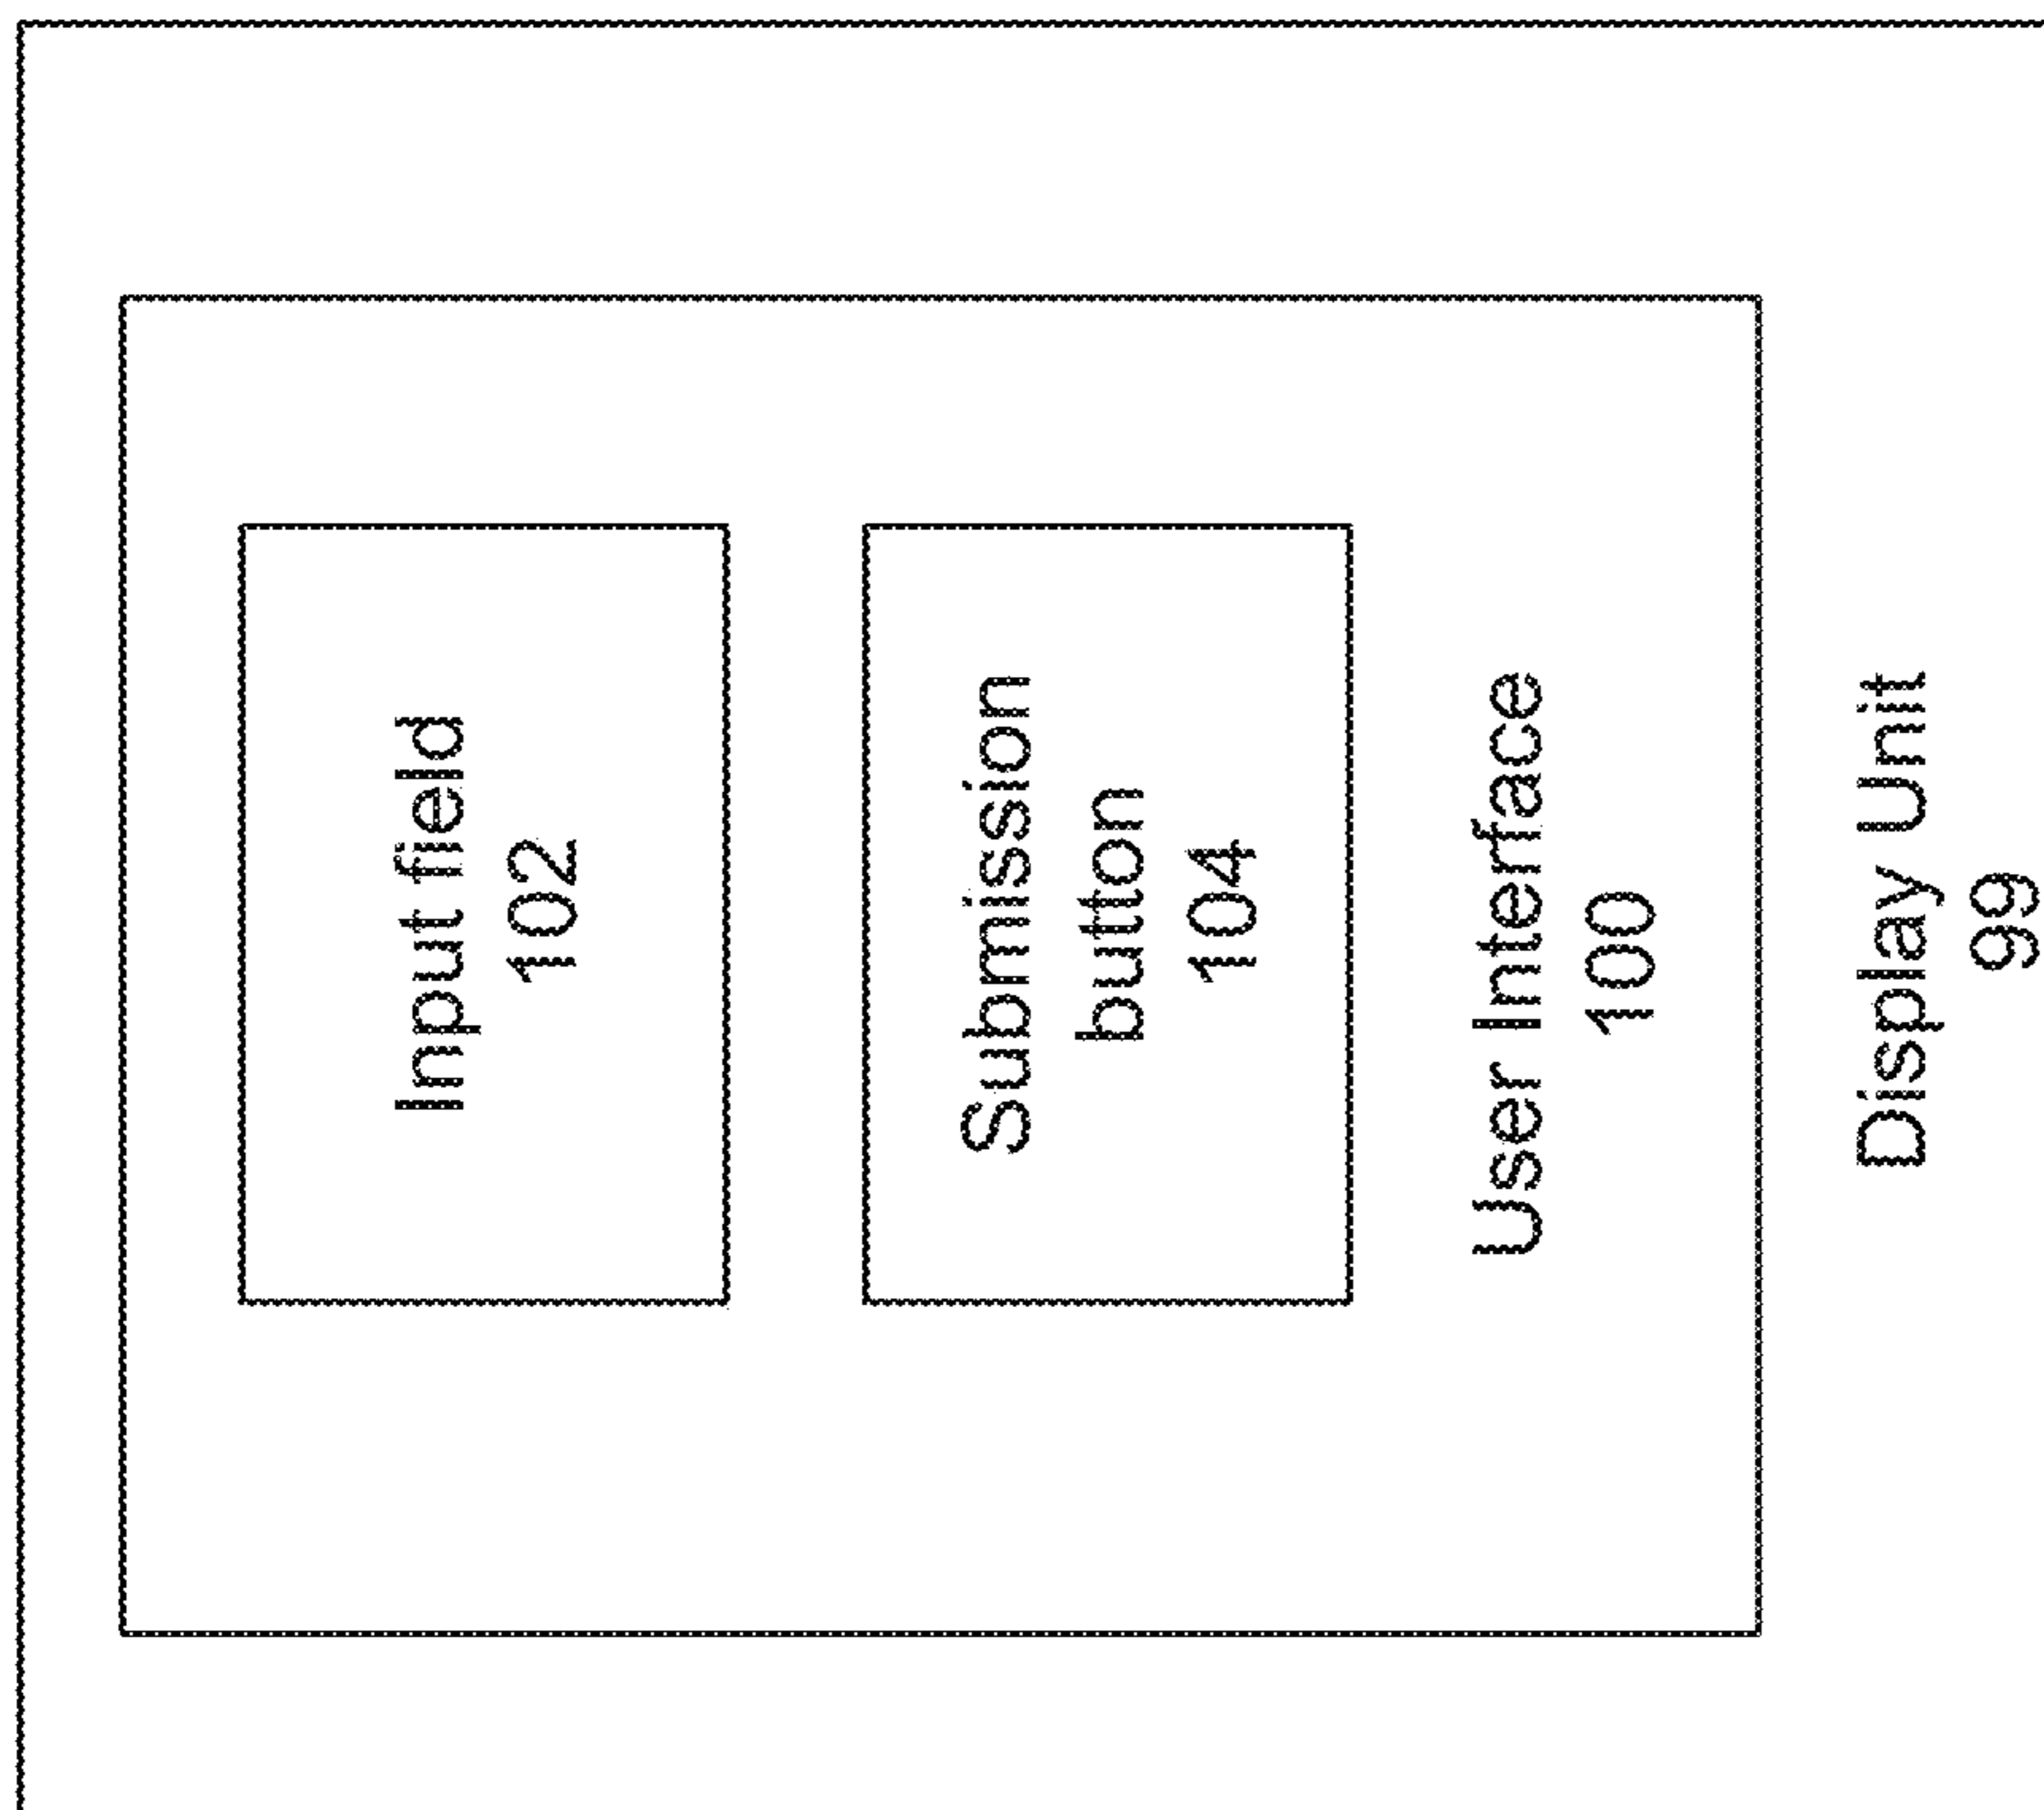 Input field
102
Submission
button
104
User Interface
100
Display Unit
99